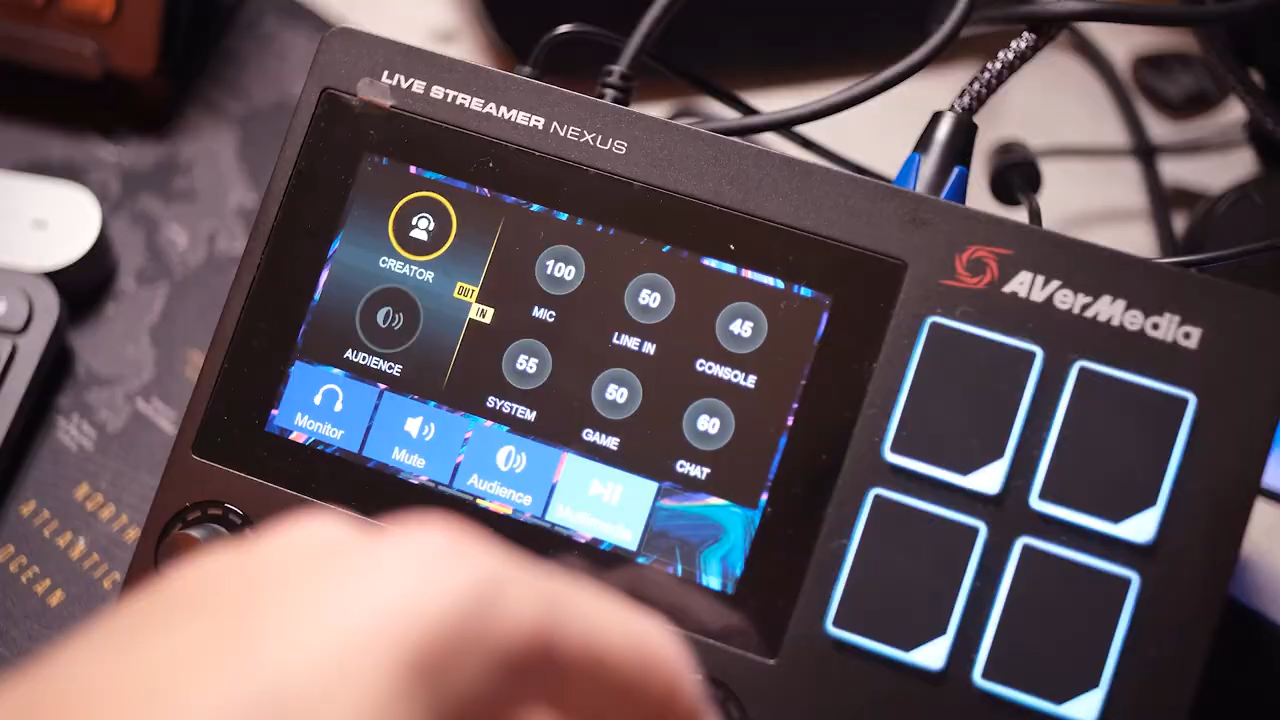 LIVE STREAMER NEXUS
AVerMedia
CREATOR
OUT
IN
AUDIENCE
100
MIC
50
LINE IN
45
CONSOLE
55
SYSTEM
50
GAME
60
CHAT
Monitor
Mute
Audience
Multimedia
NORTH
ATLANTIC
OCEAN